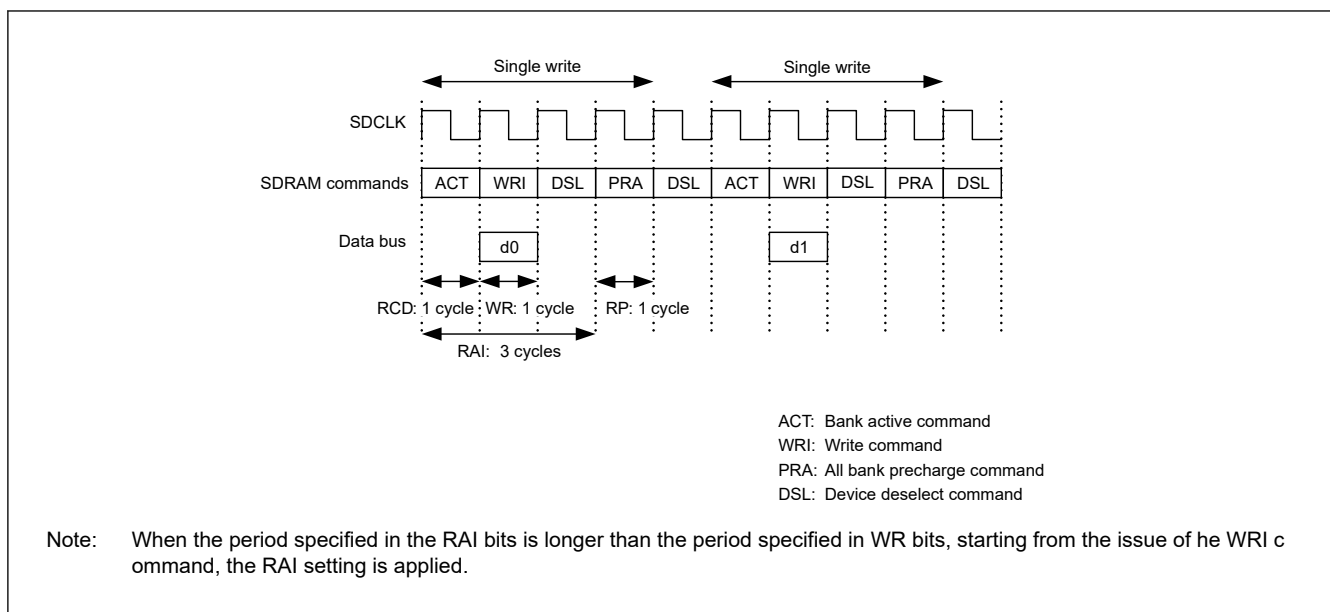 Single write Single write
SDCLK
SDRAM commands ACT WRI DSL PRA DSL ACT WRI DSL PRA DSL
Data bus d0 d1
RCD: 1 cycle WR: 1 cycle RP: 1 cycle
RAI: 3 cycles
ACT: Bank active command
WRI: Write command
PRA: All bank precharge command
DSL: Device deselect command
Note: When the period specified in the RAI bits is longer than the period specified in WR bits, starting from the issue of he WRI c
ommand, the RAI setting is applied.